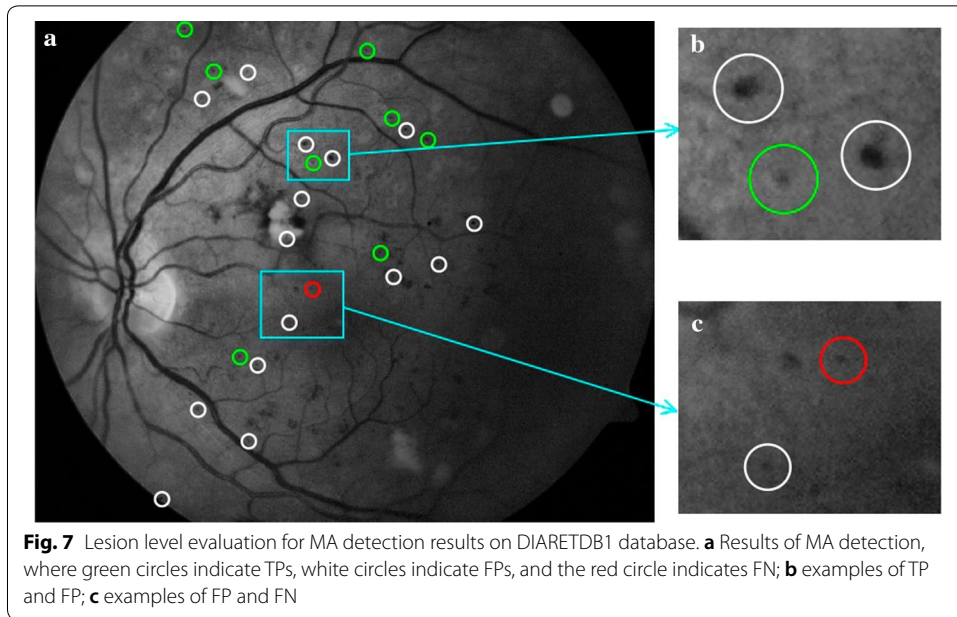 a
b
c
Fig. 7 Lesion level evaluation for MA detection results on DIARETDB1 database. a Results of MA detection,
where green circles indicate TPs, white circles indicate FPs, and the red circle indicates FN; b examples of TP
and FP; c examples of FP and FN